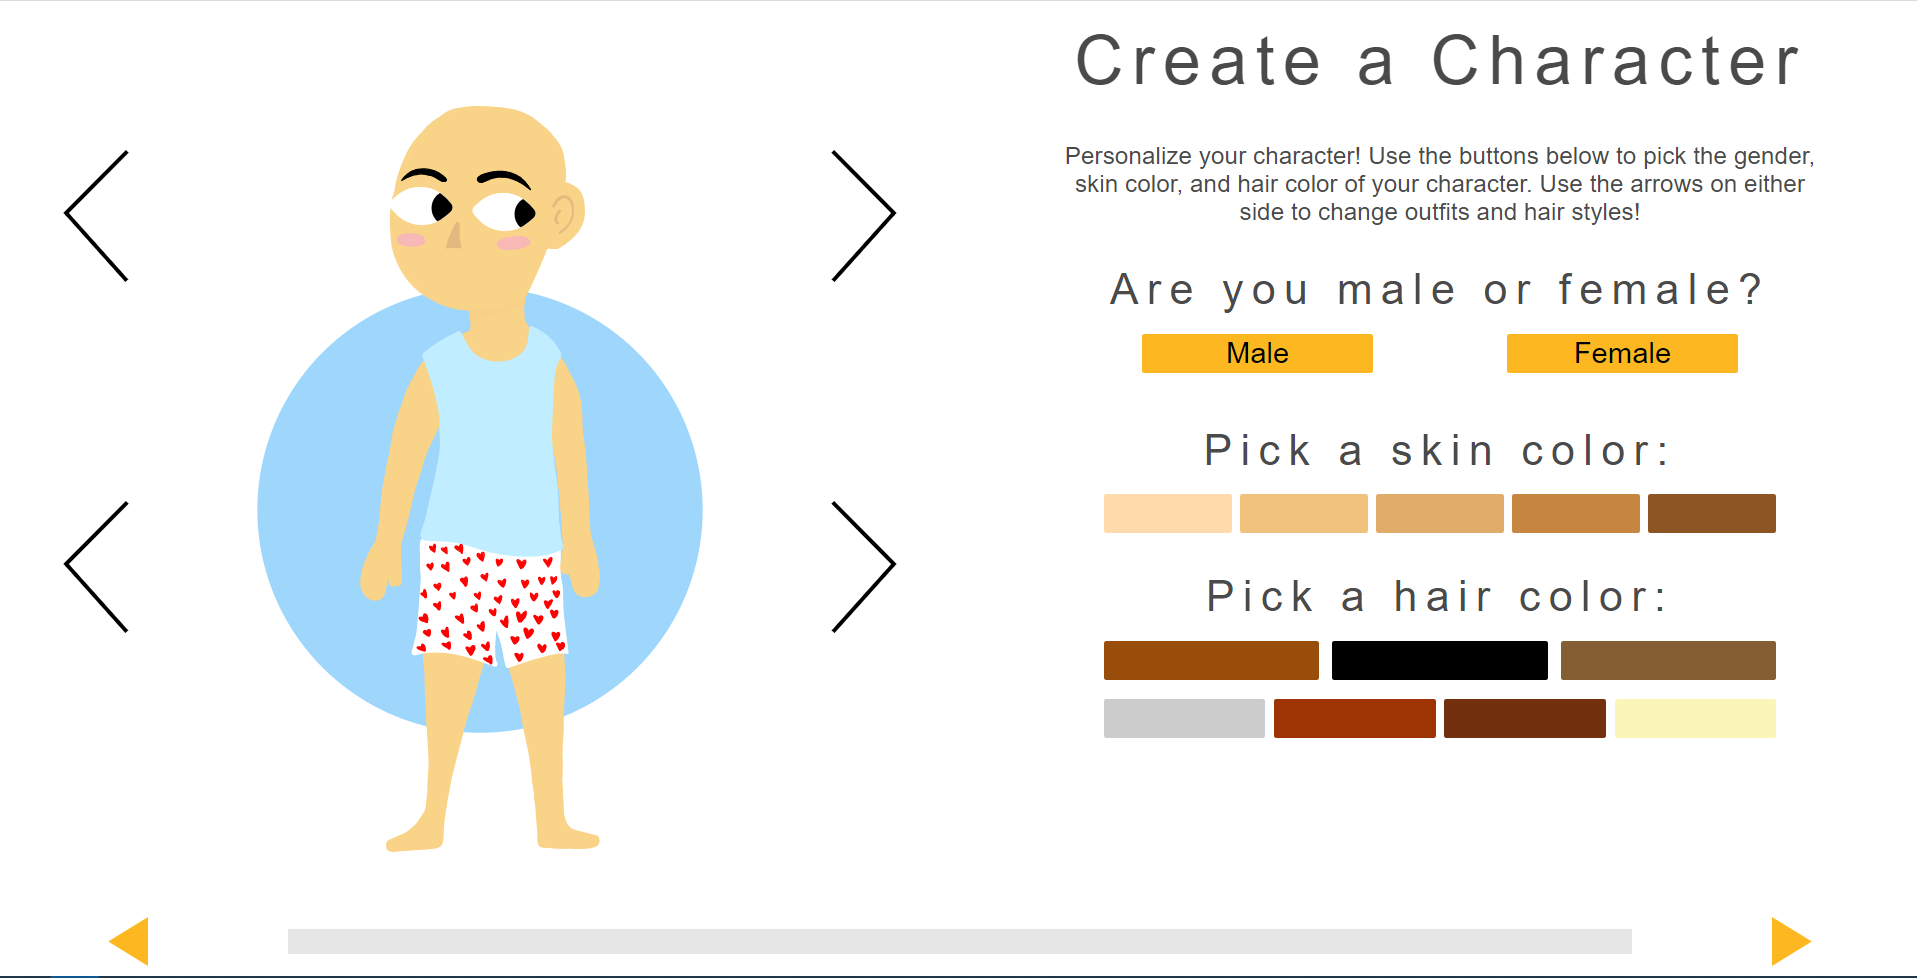 Create a Character
Personalize your character! Use the buttons below to pick the gender,
skin color, and hair color of your character. Use the arrows on either
side to change outfits and hair styles!
Are you male or female?
Male
Female
Pick a skin color:
Pick a hair color: